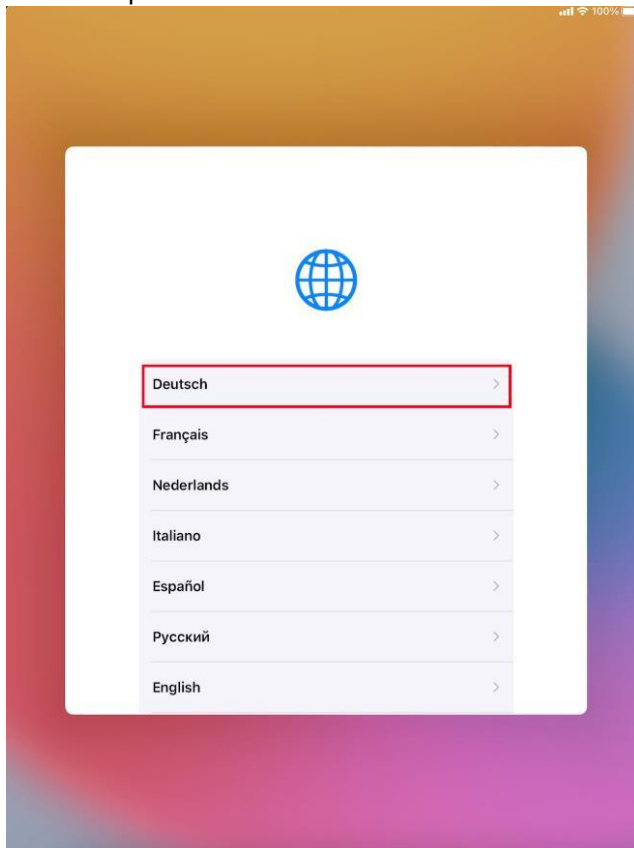 100%
Deutsch
Français
Nederlands
Italiano
Español
Русский
English